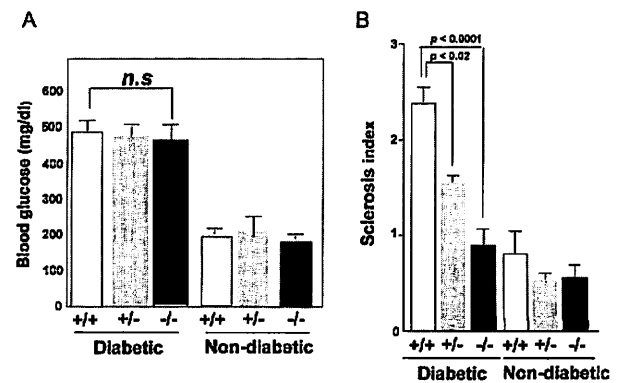 A
n.s
Blood glucose (mg/dl)
600
500
400
300
200
100
0
+/+ +/- -/- +/+ +/- -/-
Diabetic Non-diabetic
B
p < 0.0001
p < 0.02
Sclerosis index
3
2
1
0
+/+ +/- -/- +/+ +/- -/-
Diabetic Non-diabetic